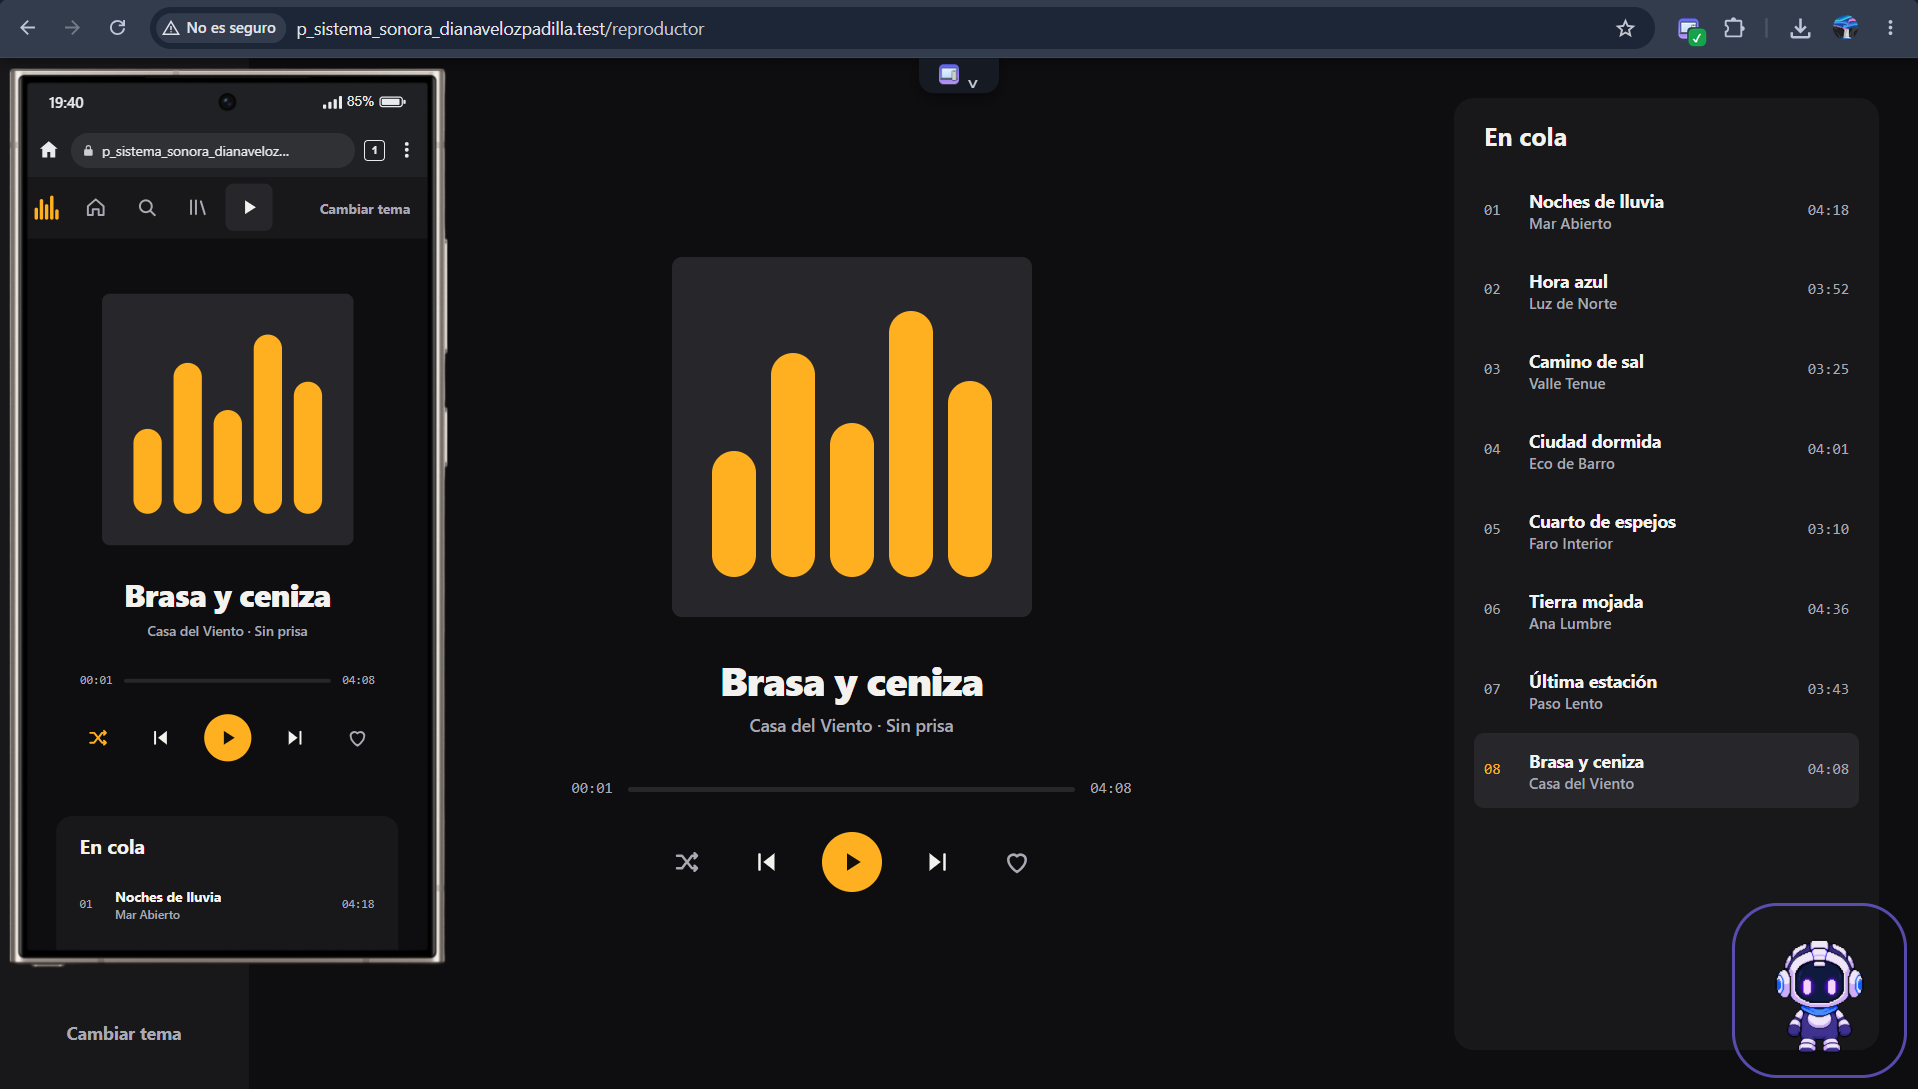 No es seguro
p_sistema_sonora_dianavelozpadilla.test/reproductor
19:40
85%
p_sistema_sonora_dianaveloz...
1
Cambiar tema
Brasa y ceniza
Casa del Viento · Sin prisa
00:01
04:08
En cola
01
Noches de lluvia
Mar Abierto
04:18
Cambiar tema
Brasa y ceniza
Casa del Viento · Sin prisa
00:01
04:08
En cola
01
Noches de lluvia
Mar Abierto
04:18
02
Hora azul
Luz de Norte
03:52
03
Camino de sal
Valle Tenue
03:25
04
Ciudad dormida
Eco de Barro
04:01
05
Cuarto de espejos
Faro Interior
03:10
06
Tierra mojada
Ana Lumbre
04:36
07
Última estación
Paso Lento
03:43
08
Brasa y ceniza
Casa del Viento
04:08